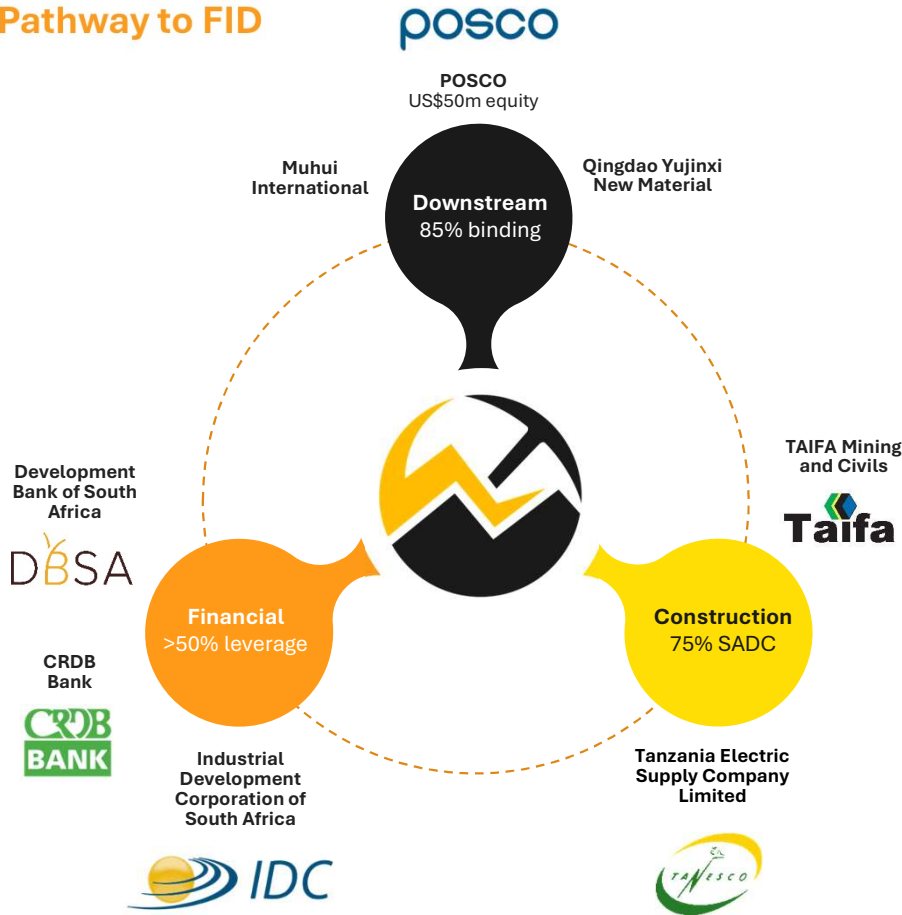 Pathway to FID
posco
POSCO
US$50m equity
Muhui
International
Qingdao Yujinxi
New Material
Downstream
85% binding
TAIFA Mining
and Civils
Taifa
Development
Bank of South
Africa
DBSA
Financial
>50% leverage
Construction
75% SADC
CRDB
Bank
CRDB
BANK
Industrial
Development
Corporation of
South Africa
IDC
Tanzania Electric
Supply Company
Limited
TANESCO